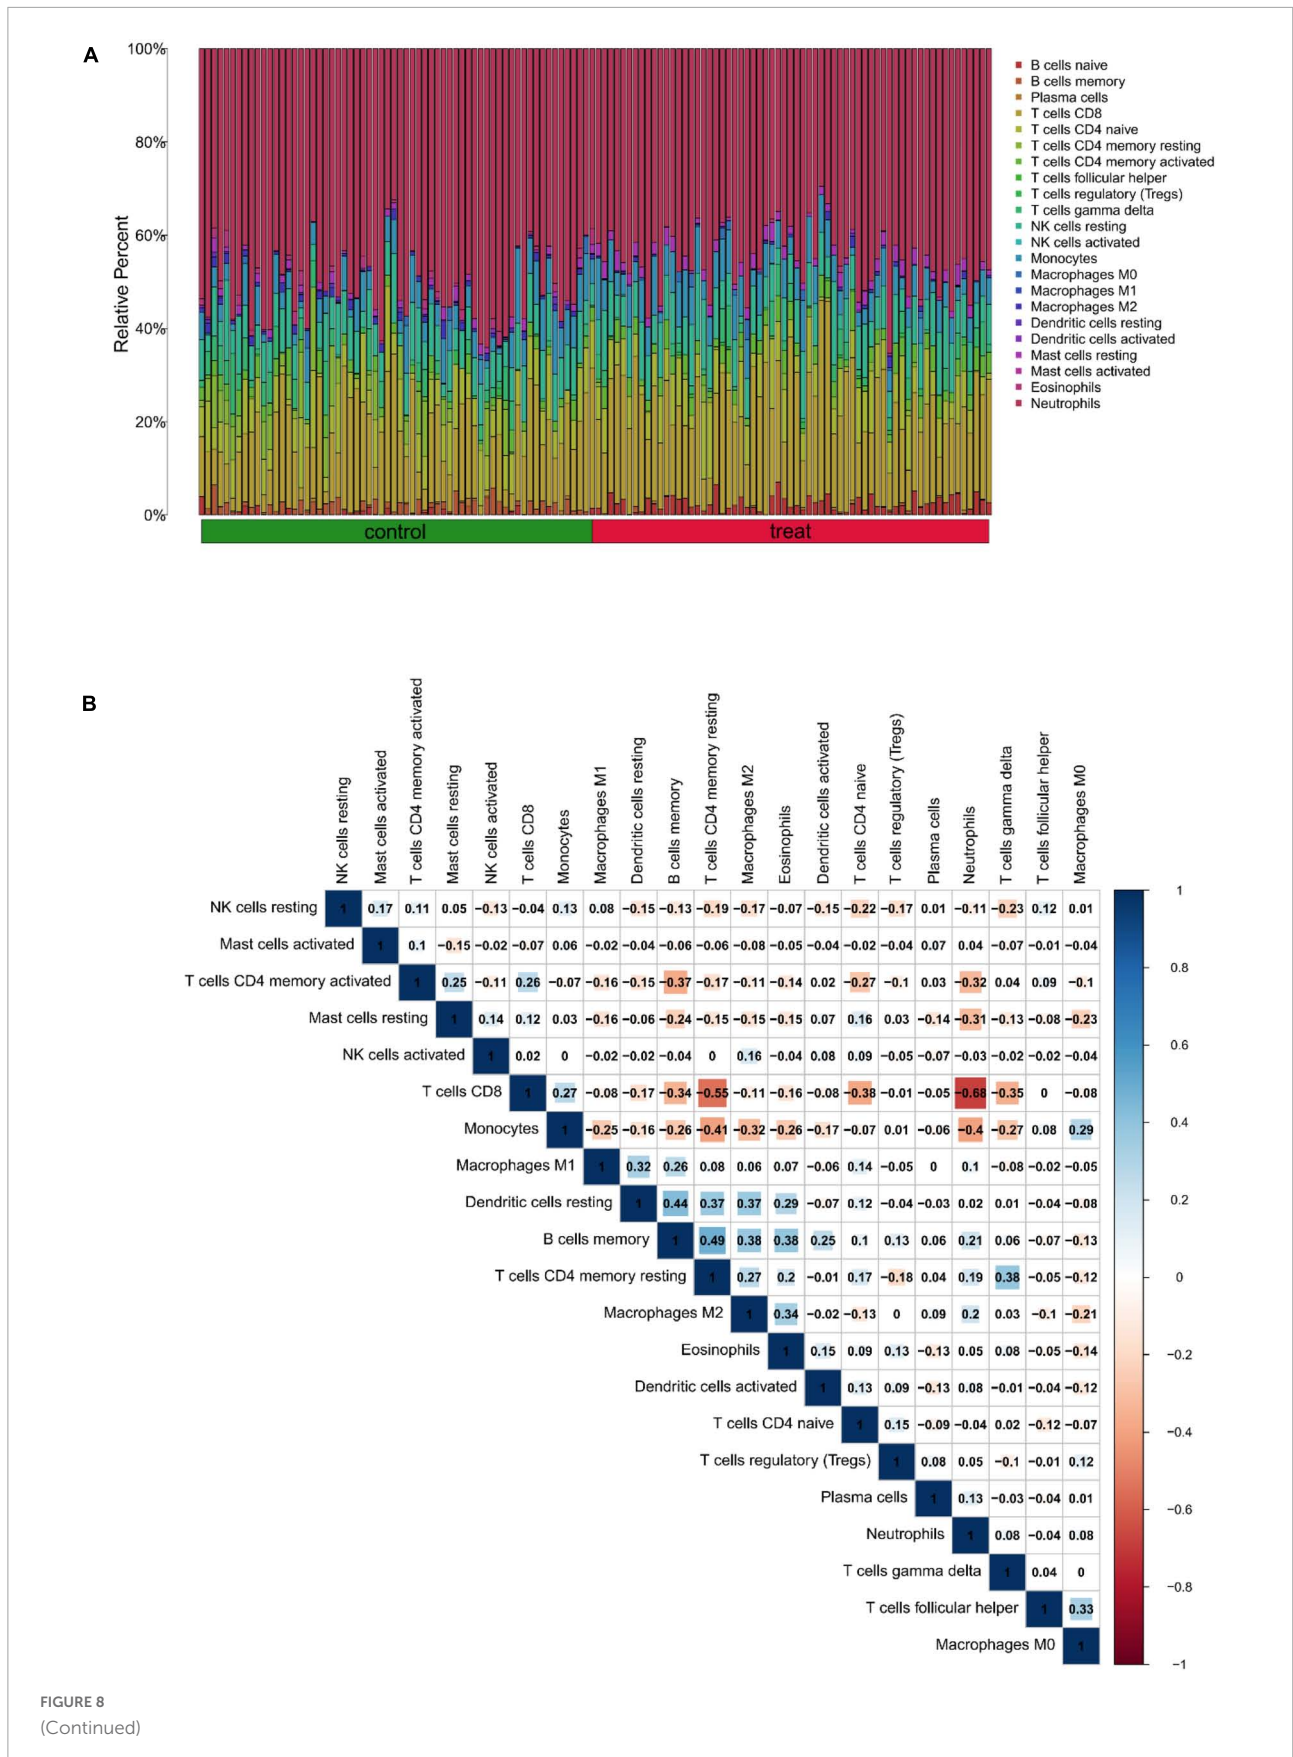 A
100%
80%
60%
40%
20%
0%
Relative Percent
control
treat
B cells naive
B cells memory
Plasma cells
T cells CD8
T cells CD4 naive
T cells CD4 memory resting
T cells CD4 memory activated
T cells follicular helper
T cells regulatory (Tregs)
T cells gamma delta
NK cells resting
NK cells activated
Monocytes
Macrophages M0
Macrophages M1
Macrophages M2
Dendritic cells resting
Dendritic cells activated
Mast cells resting
Mast cells activated
Eosinophils
Neutrophils
B
NK cells resting
Mast cells activated
T cells CD4 memory activated
Mast cells resting
NK cells activated
T cells CD8
Monocytes
Macrophages M1
Dendritic cells resting
B cells memory
T cells CD4 memory resting
Macrophages M2
Eosinophils
Dendritic cells activated
T cells CD4 naive
T cells regulatory (Tregs)
Plasma cells
Neutrophils
T cells gamma delta
T cells follicular helper
Macrophages M0
NK cells resting 1 0.17 0.11 0.05 −0.13 −0.04 0.13 0.08 −0.15 −0.13 −0.19 −0.17 −0.07 −0.15 −0.22 −0.17 0.01 −0.11 −0.23 0.12 0.01
Mast cells activated 1 0.1 −0.15 −0.02 −0.07 0.06 −0.02 −0.04 −0.06 −0.06 −0.08 −0.05 −0.04 −0.02 −0.04 0.07 0.04 −0.07 −0.01 −0.04
T cells CD4 memory activated 1 0.25 −0.11 0.26 −0.07 −0.16 −0.15 −0.37 −0.17 −0.11 −0.14 0.02 −0.27 −0.1 0.03 −0.32 0.04 0.09 −0.1
Mast cells resting 1 0.14 0.12 0.03 −0.16 −0.06 −0.24 −0.15 −0.15 −0.15 0.07 0.16 0.03 −0.14 −0.31 −0.13 −0.08 −0.23
NK cells activated 1 0.02 0 −0.02 −0.02 −0.04 0 0.16 −0.04 0.08 0.09 −0.05 −0.07 −0.03 −0.02 −0.02 −0.04
T cells CD8 1 0.27 −0.08 −0.17 −0.34 −0.55 −0.11 −0.16 −0.08 −0.38 −0.01 −0.05 −0.68 −0.35 0 −0.08
Monocytes 1 −0.25 −0.16 −0.26 −0.41 −0.32 −0.26 −0.17 −0.07 0.01 −0.06 −0.4 −0.27 0.08 0.29
Macrophages M1 1 0.32 0.26 0.08 0.06 0.07 −0.06 0.14 −0.05 0 0.1 −0.08 −0.02 −0.05
Dendritic cells resting 1 0.44 0.37 0.37 0.29 −0.07 0.12 −0.04 −0.03 0.02 0.01 −0.04 −0.08
B cells memory 1 0.49 0.38 0.38 0.25 0.1 0.13 0.06 0.21 0.06 −0.07 −0.13
T cells CD4 memory resting 1 0.27 0.2 −0.01 0.17 −0.18 0.04 0.19 0.38 −0.05 −0.12
Macrophages M2 1 0.34 −0.02 −0.13 0 0.09 0.2 0.03 −0.1 −0.21
Eosinophils 1 0.15 0.09 0.13 −0.13 0.05 0.08 −0.05 −0.14
Dendritic cells activated 1 0.13 0.09 −0.13 0.08 −0.01 −0.04 −0.12
T cells CD4 naive 1 0.15 −0.09 −0.04 0.02 −0.12 −0.07
T cells regulatory (Tregs) 1 0.08 0.05 −0.1 −0.01 0.12
Plasma cells 1 0.13 −0.03 −0.04 0.01
Neutrophils 1 0.08 −0.04 0.08
T cells gamma delta 1 0.04 0
T cells follicular helper 1 0.33
Macrophages M0 1
1
0.8
0.6
0.4
0.2
0
−0.2
−0.4
−0.6
−0.8
−1
FIGURE 8
(Continued)